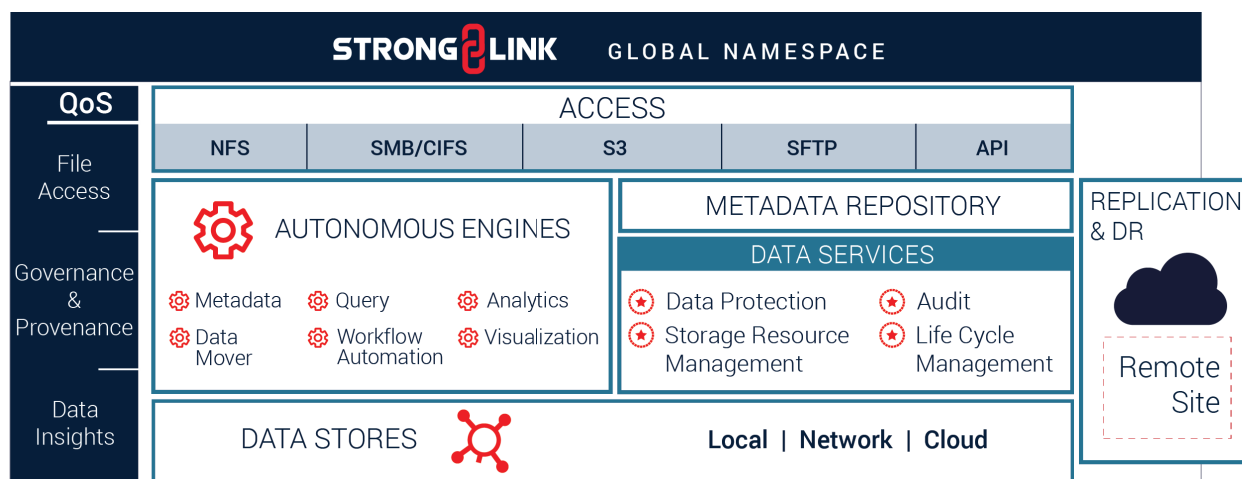 STRONG LINK GLOBAL NAMESPACE
QoS
File
Access
Governance
&
Provenance
Data
Insights
ACCESS
NFS SMB/CIFS S3 SFTP API
AUTONOMOUS ENGINES
Metadata Query Analytics
Data
Mover
Workflow
Automation
Visualization
METADATA REPOSITORY
DATA SERVICES
Data Protection
Audit
Storage Resource
Management
Life Cycle
Management
DATA STORES
Local | Network | Cloud
REPLICATION
& DR
Remote
Site